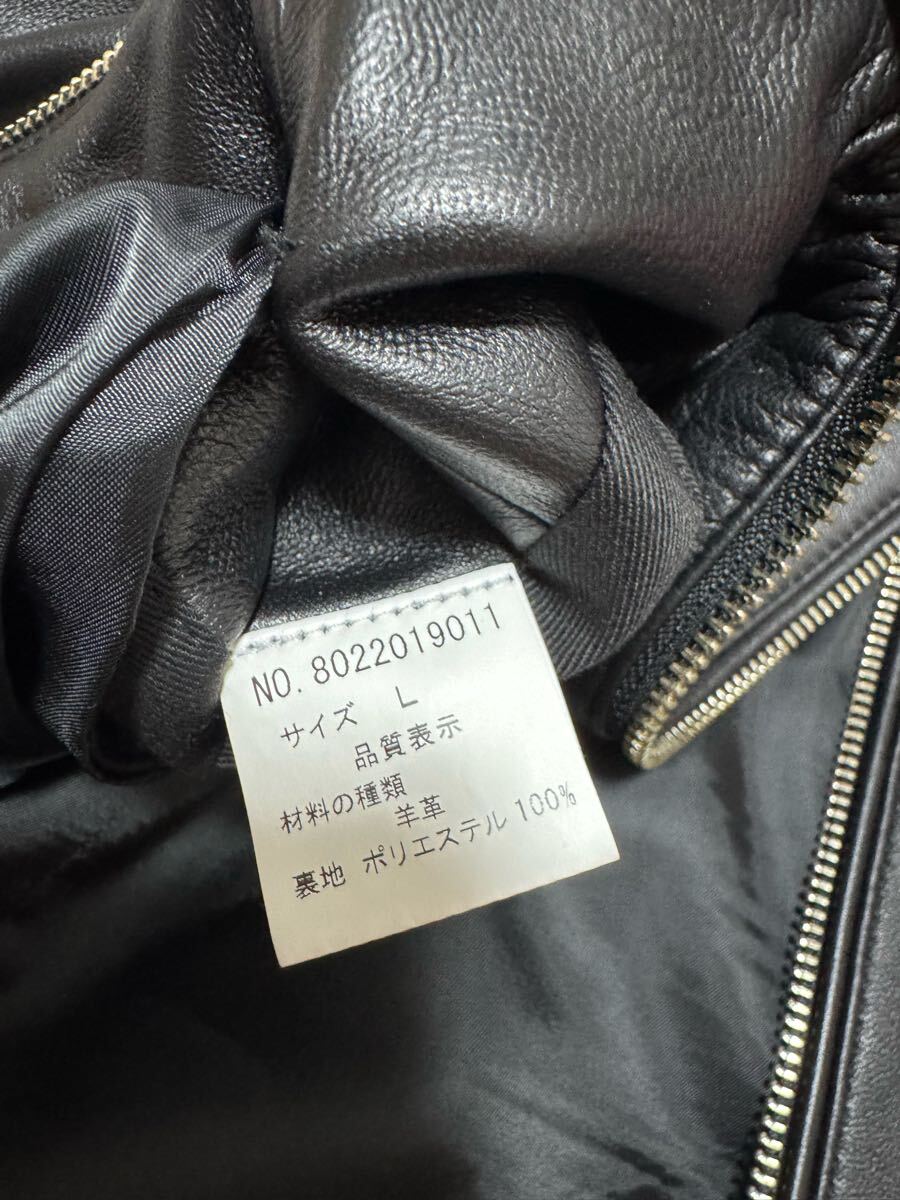 NO. 8022019011
サイズ L
品質表示
材料の種類
羊革
裏地 ポリエステル 100%